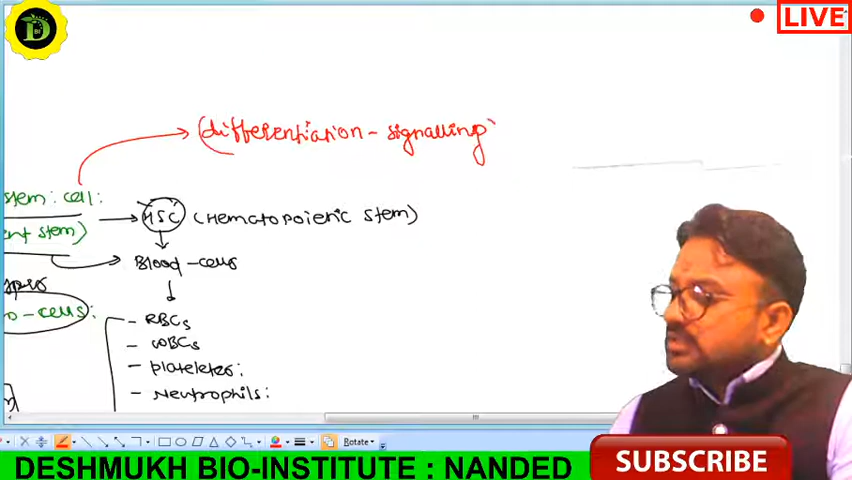 D
LIVE
(differentiation - signalling
stem: cell:
HSC (Hematopoietic stem)
stem)
Blood - cells
- RBCs
o - cells:
- WBCs
- Platelets:
- Neutrophils:
Rotate
DESHMUKH BIO-INSTITUTE : NANDED
SUBSCRIBE